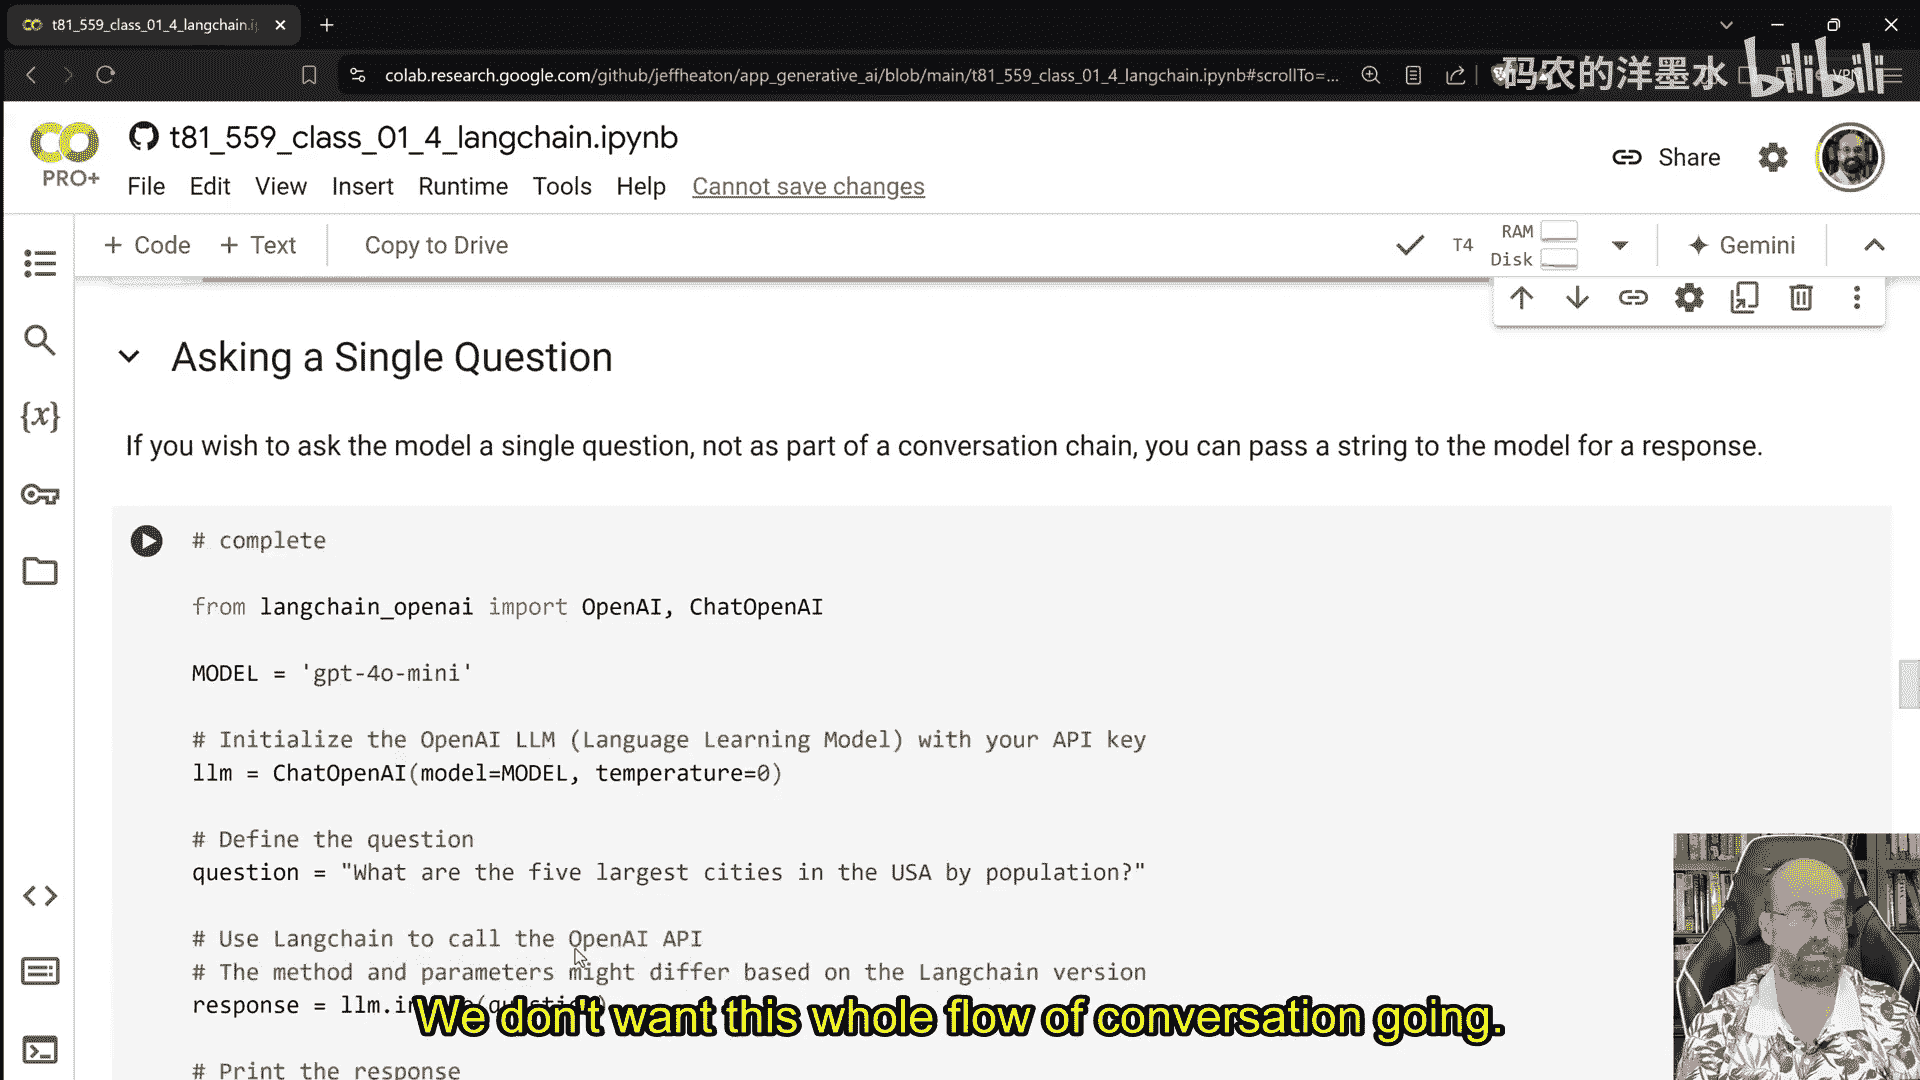 t81_559_class_01_4_langchain.i
colab.research.google.com/github/jeffheaton/app_generative_ai/blob/main/t81_559_class_01_4_langchain.ipynb#scrollTo=...
码农的洋墨水 bilibili
VPN
t81_559_class_01_4_langchain.ipynb
PRO+
File Edit View Insert Runtime Tools Help Cannot save changes
Share
+ Code + Text Copy to Drive
T4 RAM Disk Gemini
Asking a Single Question
If you wish to ask the model a single question, not as part of a conversation chain, you can pass a string to the model for a response.
# complete
from langchain_openai import OpenAI, ChatOpenAI
MODEL = 'gpt-4o-mini'
# Initialize the OpenAI LLM (Language Learning Model) with your API key
llm = ChatOpenAI(model=MODEL, temperature=0)
# Define the question
question = "What are the five largest cities in the USA by population?"
# Use Langchain to call the OpenAI API
# The method and parameters might differ based on the Langchain version
response =
We don't want this whole flow of conversation going.
# Print the response